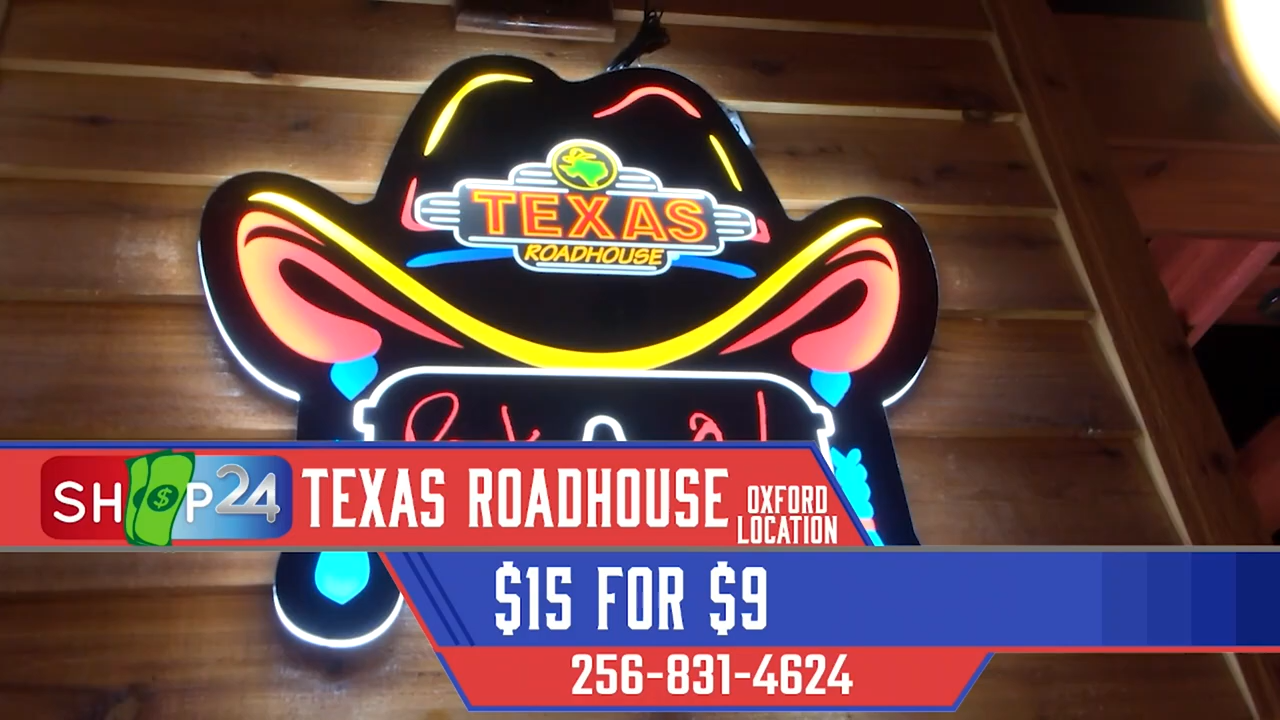 TEXAS
ROADHOUSE
SHOP24
TEXAS ROADHOUSE
OXFORD
LOCATION
$15 FOR $9
256-831-4624